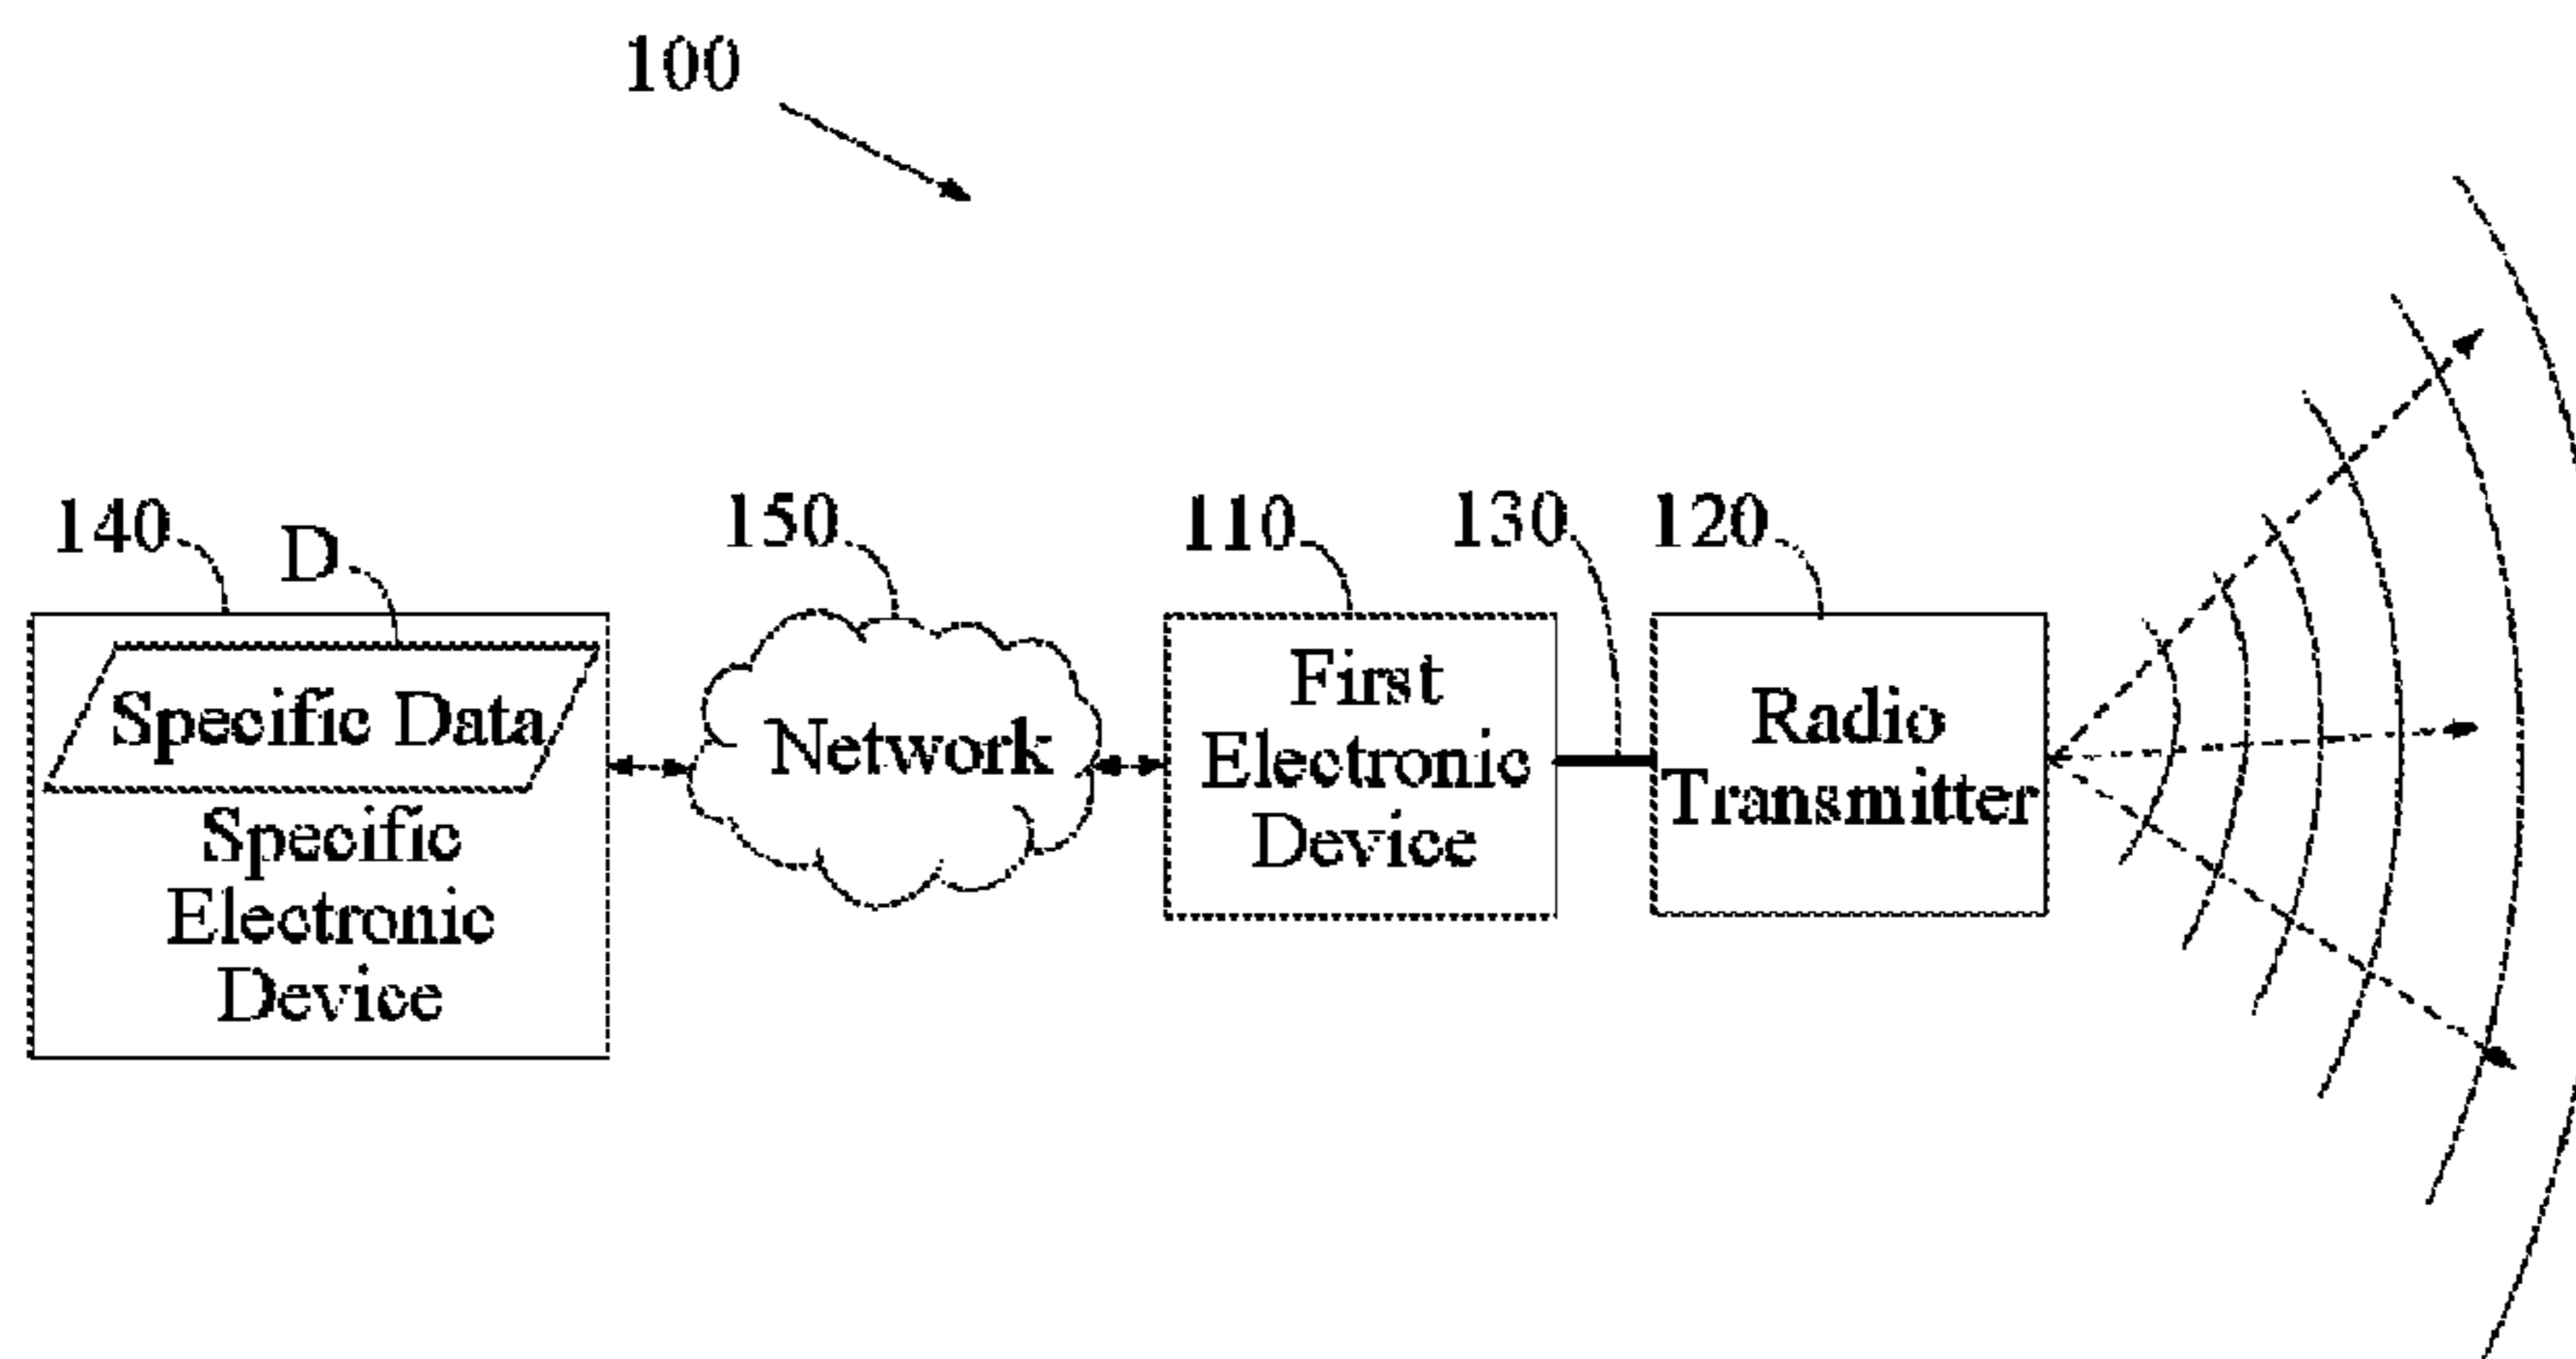 100
140
D
150
110
130
120
Specific Data
Specific
Electronic
Device
Network
First
Electronic
Device
Radio
Transmitter